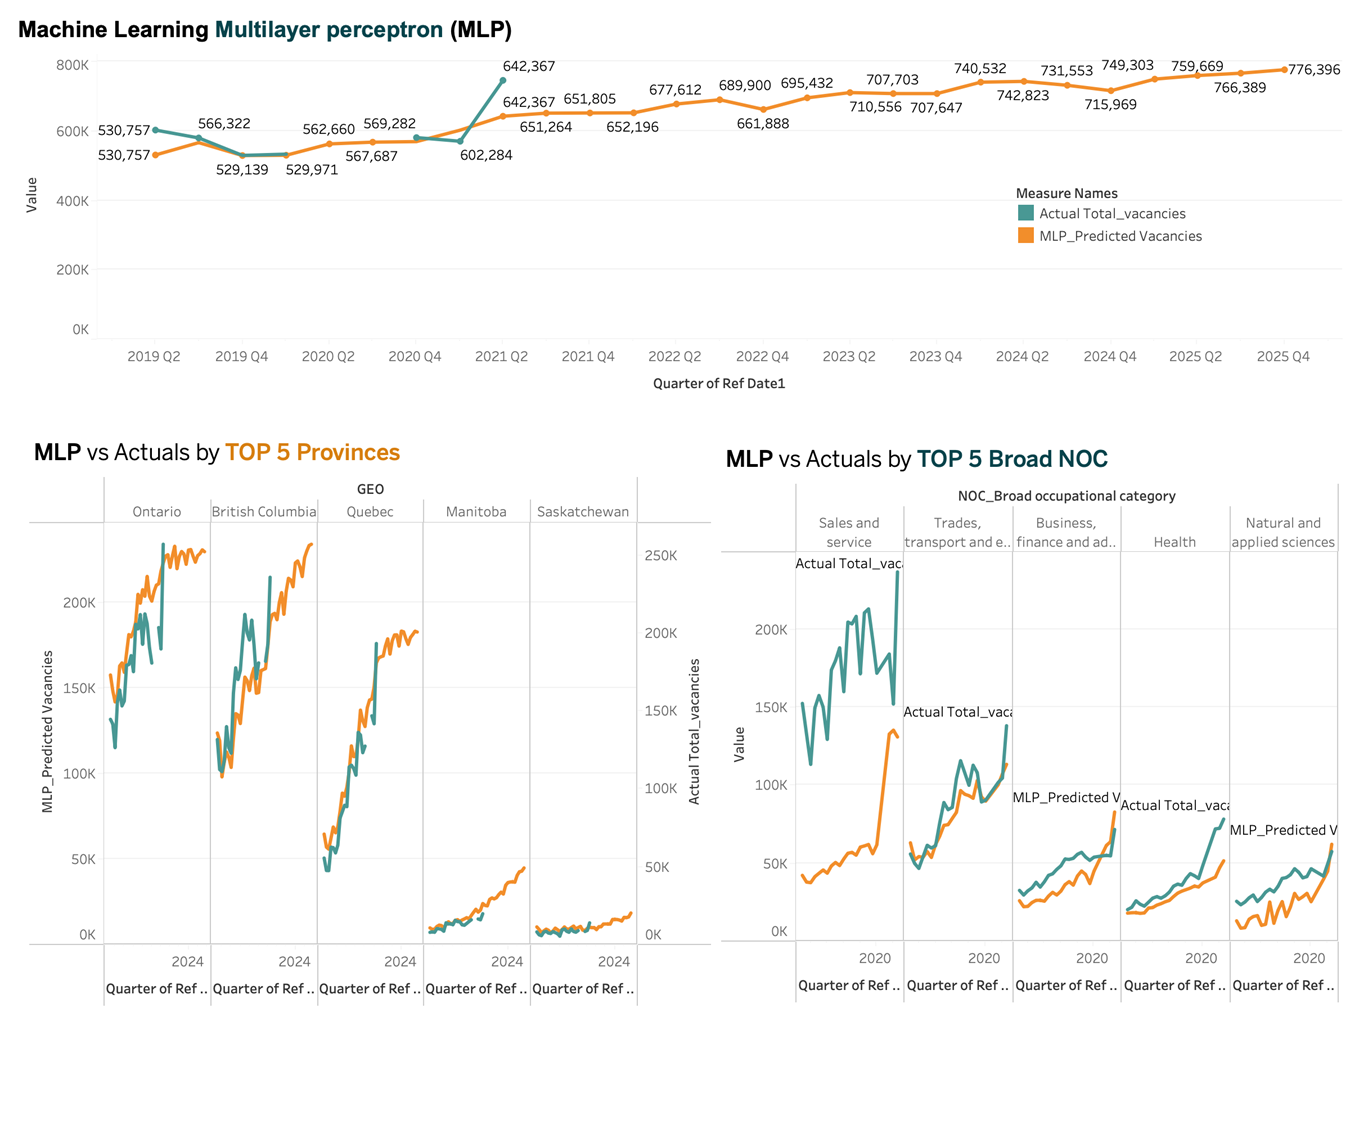 Machine Learning Multilayer perceptron (MLP)
800K
600K
400K
200K
0K
Value
530,757
530,757
566,322
529,139
529,971
562,660
567,687
569,282
602,284
642,367
642,367
651,264
651,805
652,196
677,612
689,900
661,888
695,432
710,556
707,703
707,647
740,532
742,823
731,553
715,969
749,303
759,669
766,389
776,396
Measure Names
Actual Total_vacancies
MLP_Predicted Vacancies
2019 Q2 2019 Q4 2020 Q2 2020 Q4 2021 Q2 2021 Q4 2022 Q2 2022 Q4 2023 Q2 2023 Q4 2024 Q2 2024 Q4 2025 Q2 2025 Q4
Quarter of Ref Date1
MLP vs Actuals by TOP 5 Provinces
GEO
Ontario British Columbia Quebec Manitoba Saskatchewan
MLP_Predicted Vacancies
200K
150K
100K
50K
0K
250K
200K
150K
100K
50K
0K
Actual Total_vacancies
2024 2024 2024 2024 2024
Quarter of Ref .. Quarter of Ref .. Quarter of Ref .. Quarter of Ref .. Quarter of Ref ..
MLP vs Actuals by TOP 5 Broad NOC
NOC_Broad occupational category
Sales and service
Trades, transport and e..
Business, finance and ad..
Health
Natural and applied sciences
Value
200K
150K
100K
50K
0K
Actual Total_vaca
Actual Total_vaca
MLP_Predicted V
Actual Total_vaca
MLP_Predicted V
2020 2020 2020 2020 2020
Quarter of Ref .. Quarter of Ref .. Quarter of Ref .. Quarter of Ref .. Quarter of Ref ..